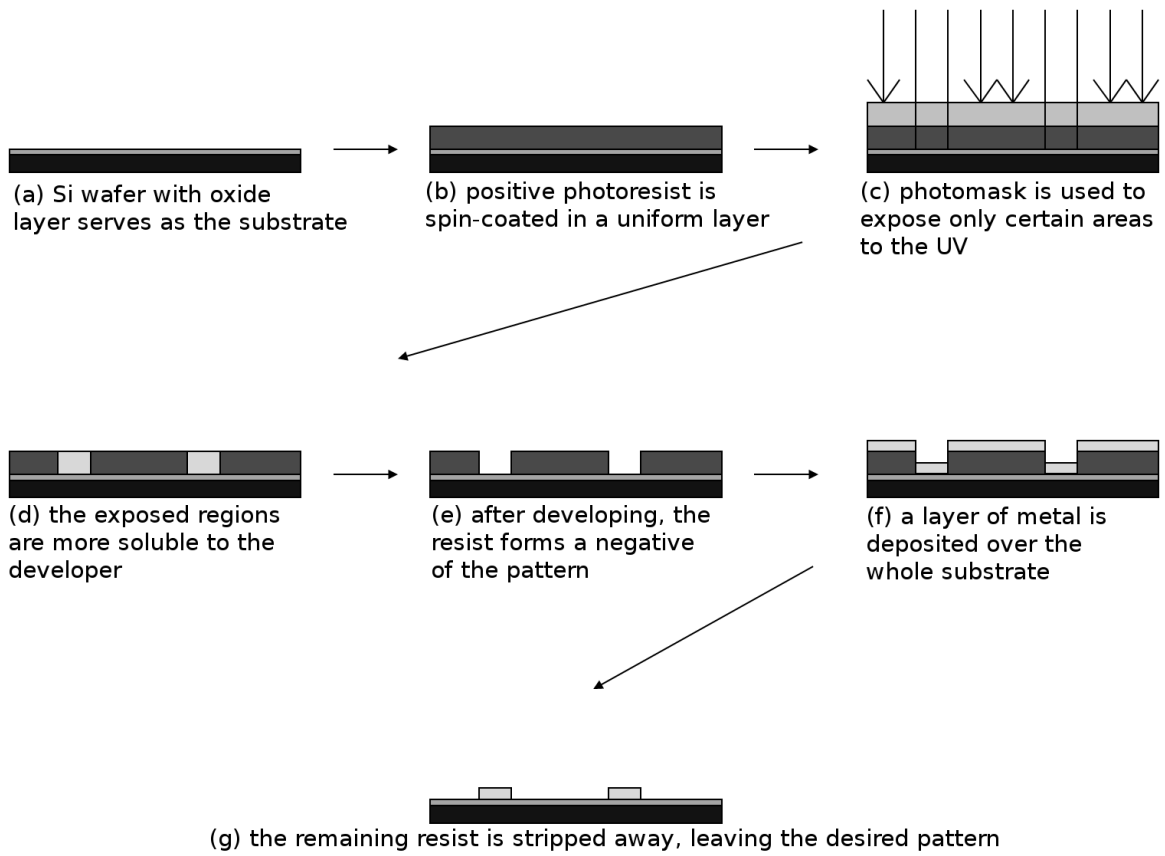 (a) Si wafer with oxide
layer serves as the substrate
(b) positive photoresist is
spin-coated in a uniform layer
(c) photomask is used to
expose only certain areas
to the UV
(d) the exposed regions
are more soluble to the
developer
(e) after developing, the
resist forms a negative
of the pattern
(f) a layer of metal is
deposited over the
whole substrate
(g) the remaining resist is stripped away, leaving the desired pattern